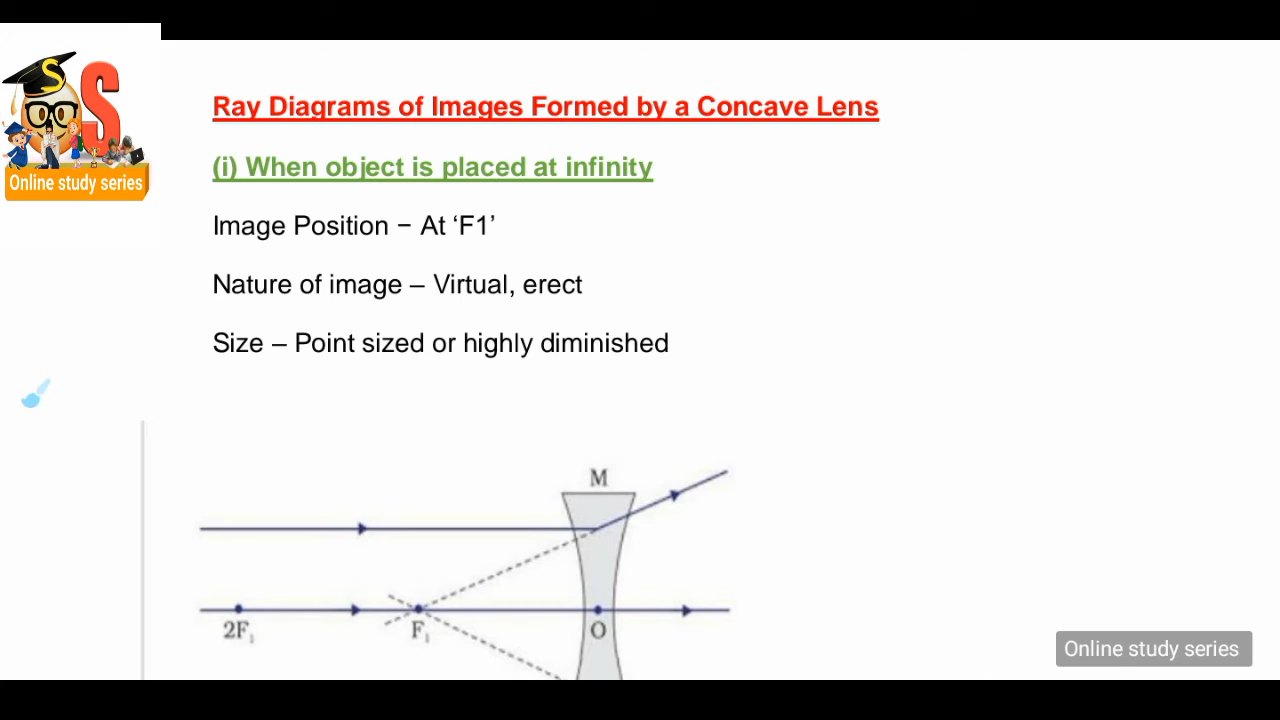 S
S
Online study series
Ray Diagrams of Images Formed by a Concave Lens
(i) When object is placed at infinity
Image Position − At ‘F1’
Nature of image – Virtual, erect
Size – Point sized or highly diminished
M
2F₁
F₁
O
Online study series